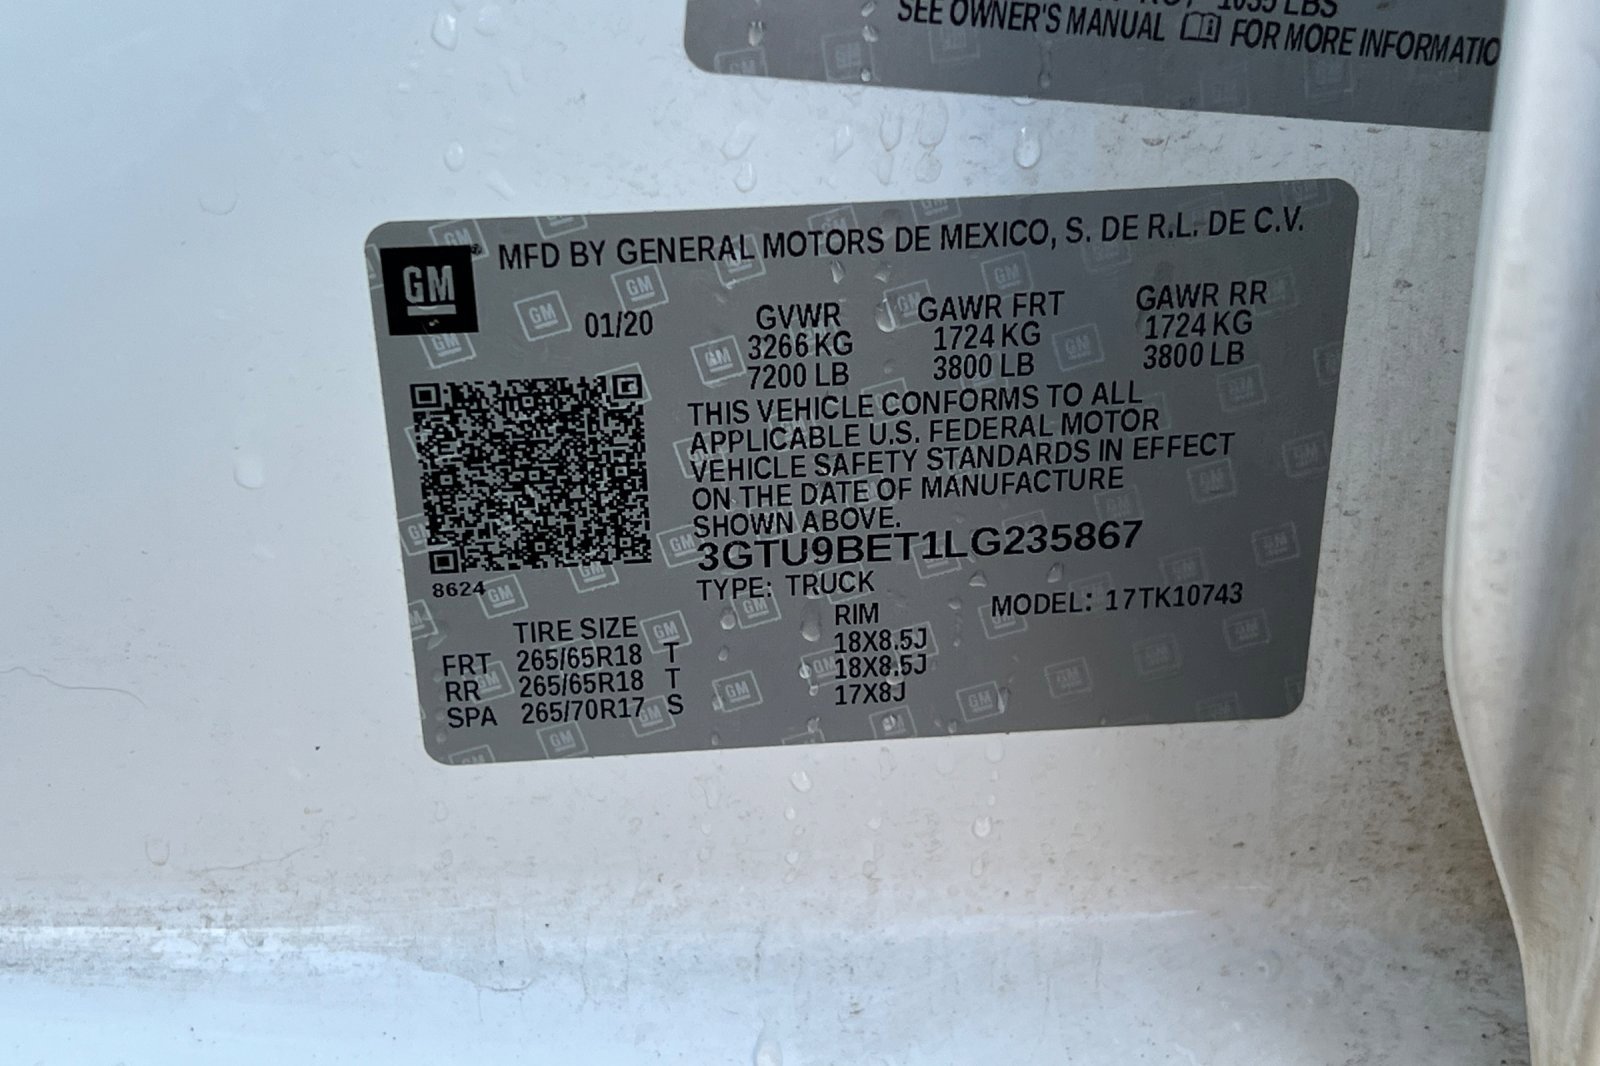 1035 LBS
SEE OWNER'S MANUAL FOR MORE INFORMATIO
GM® MFD BY GENERAL MOTORS DE MEXICO, S. DE R.L. DE C.V.
01/20 GVWR GAWR FRT GAWR RR
3266 KG 1724 KG 1724 KG
7200 LB 3800 LB 3800 LB
THIS VEHICLE CONFORMS TO ALL
APPLICABLE U.S. FEDERAL MOTOR
VEHICLE SAFETY STANDARDS IN EFFECT
ON THE DATE OF MANUFACTURE
SHOWN ABOVE.
3GTU9BET1LG235867
8624
TYPE: TRUCK
MODEL: 17TK10743
TIRE SIZE RIM
FRT 265/65R18 T 18X8.5J
RR 265/65R18 T 18X8.5J
SPA 265/70R17 S 17X8J